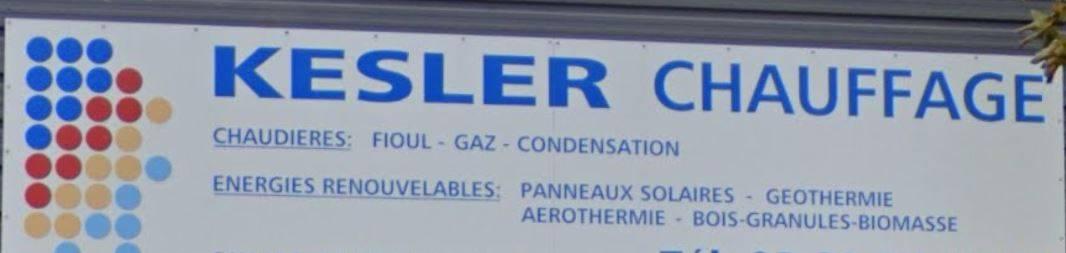 KESLER CHAUFFAGE
CHAUDIERES: FIOUL - GAZ - CONDENSATION
ENERGIES RENOUVELABLES: PANNEAUX SOLAIRES - GEOTHERMIE
AEROTHERMIE - BOIS-GRANULES-BIOMASSE